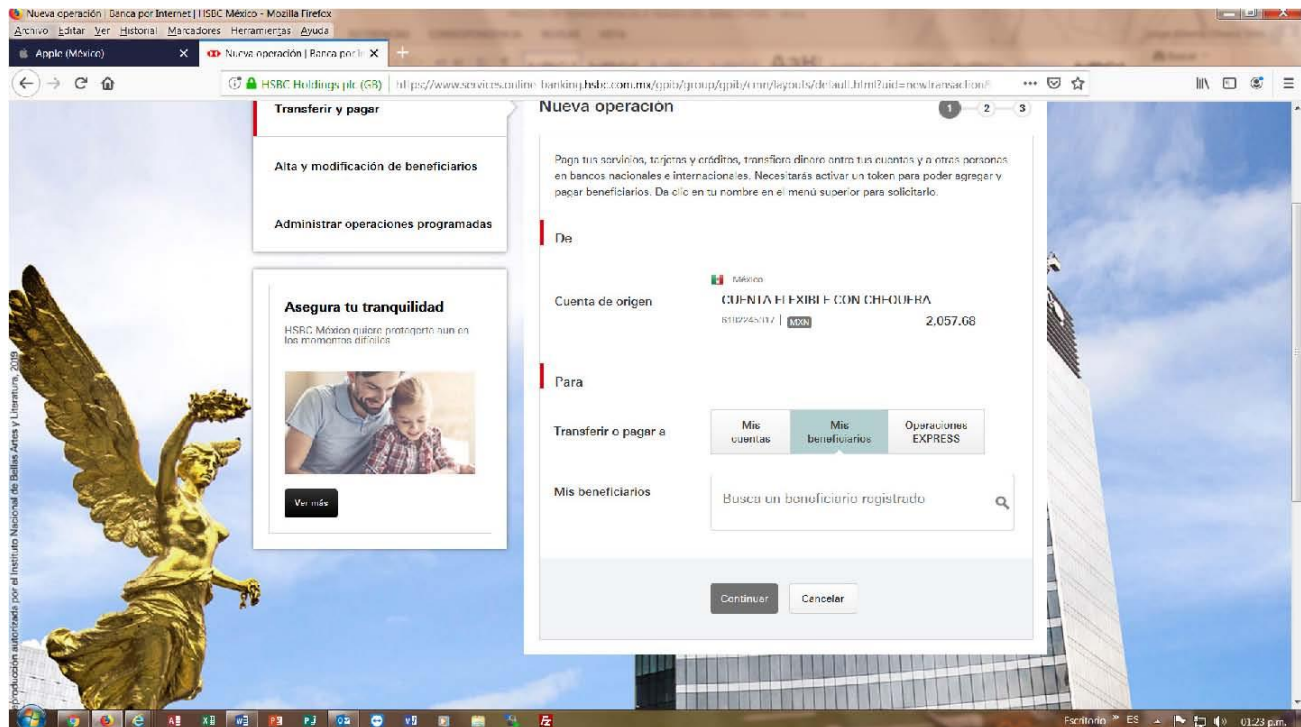 Nueva operación | Banca por Internet | HSBC México - Mozilla Firefox
Archivo Editar Ver Historial Marcadores Herramientas Ayuda
Apple (México)
Nueva operación | Banca por In
HSBC Holdings plc (GB)
https://www.services.online-banking.hsbc.com.mx/gpib/group/gpib/cmn/layouts/default.html?uid=newtransaction
Transferir y pagar
Alta y modificación de beneficiarios
Administrar operaciones programadas
Asegura tu tranquilidad
HSBC México quiere protegerte aun en
los momentos difíciles
Ver más
Nueva operación
1 2 3
Paga tus servicios, tarjetas y créditos, transfiere dinero entre tus cuentas y a otras personas
en bancos nacionales e internacionales. Necesitarás activar un token para poder agregar y
pagar beneficiarios. Da clic en tu nombre en el menú superior para solicitarlo.
De
México
Cuenta de origen
CUENTA FLEXIBLE CON CHEQUERA
MXN
2,057.68
Para
Transferir o pagar a
Mis cuentas
Mis beneficiarios
Operaciones EXPRESS
Mis beneficiarios
Busca un beneficiario registrado
Continuar
Cancelar
reproducción autorizada por el Instituto Nacional de Bellas Artes y Literatura, 2019
Escritorio
ES
01:23 p.m.